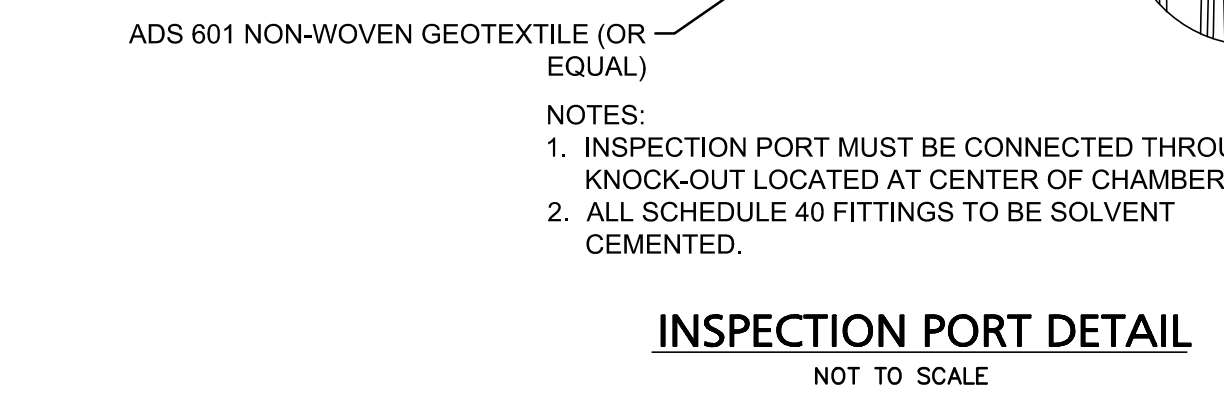 ADS 601 NON-WOVEN GEOTEXTILE (OR
EQUAL)
NOTES:
1. INSPECTION PORT MUST BE CONNECTED
KNOCK-OUT LOCATED AT CENTER OF CHAMBER
2. ALL SCHEDULE 40 FITTINGS TO BE SOLVENT
CEMENTED.
INSPECTION PORT DETAIL
NOT TO SCALE